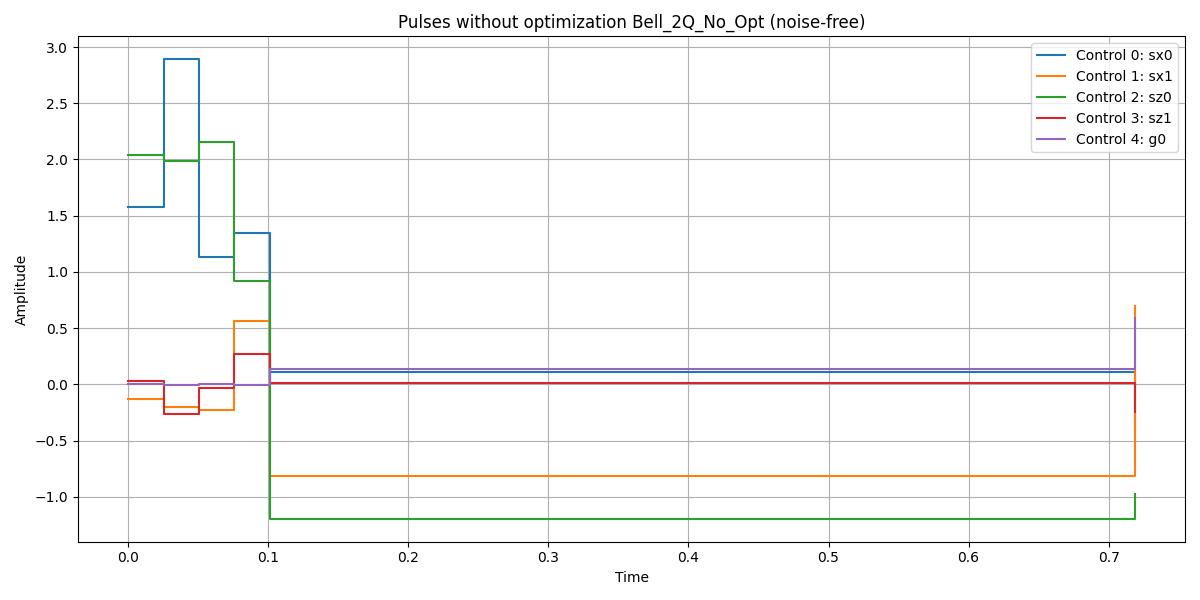 Pulses without optimization Bell_2Q_No_Opt (noise-free)
3.0
2.5
2.0
1.5
1.0
0.5
0.0
−0.5
−1.0
Amplitude
Control 0: sx0
Control 1: sx1
Control 2: sz0
Control 3: sz1
Control 4: g0
0.0 0.1 0.2 0.3 0.4 0.5 0.6 0.7
Time